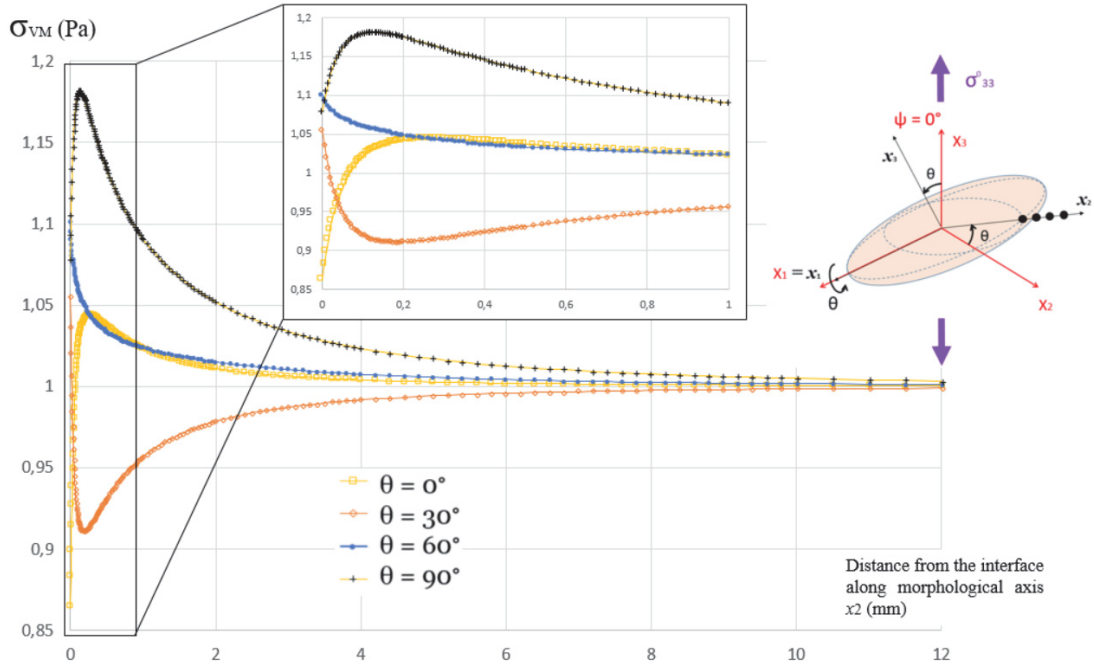 σVM (Pa)
1,2
1,15
1,1
1,05
1
0,95
0,9
0,85
0
2
4
6
8
10
12
1,2
1,15
1,1
1,05
1
0,95
0,9
0,85
0
0,2
0,4
0,6
0,8
1
θ = 0°
θ = 30°
θ = 60°
θ = 90°
σ⁰33
ψ = 0°
X3
x3
θ
x2
θ
X1 = x1
θ
X2
Distance from the interface
along morphological axis
x2 (mm)